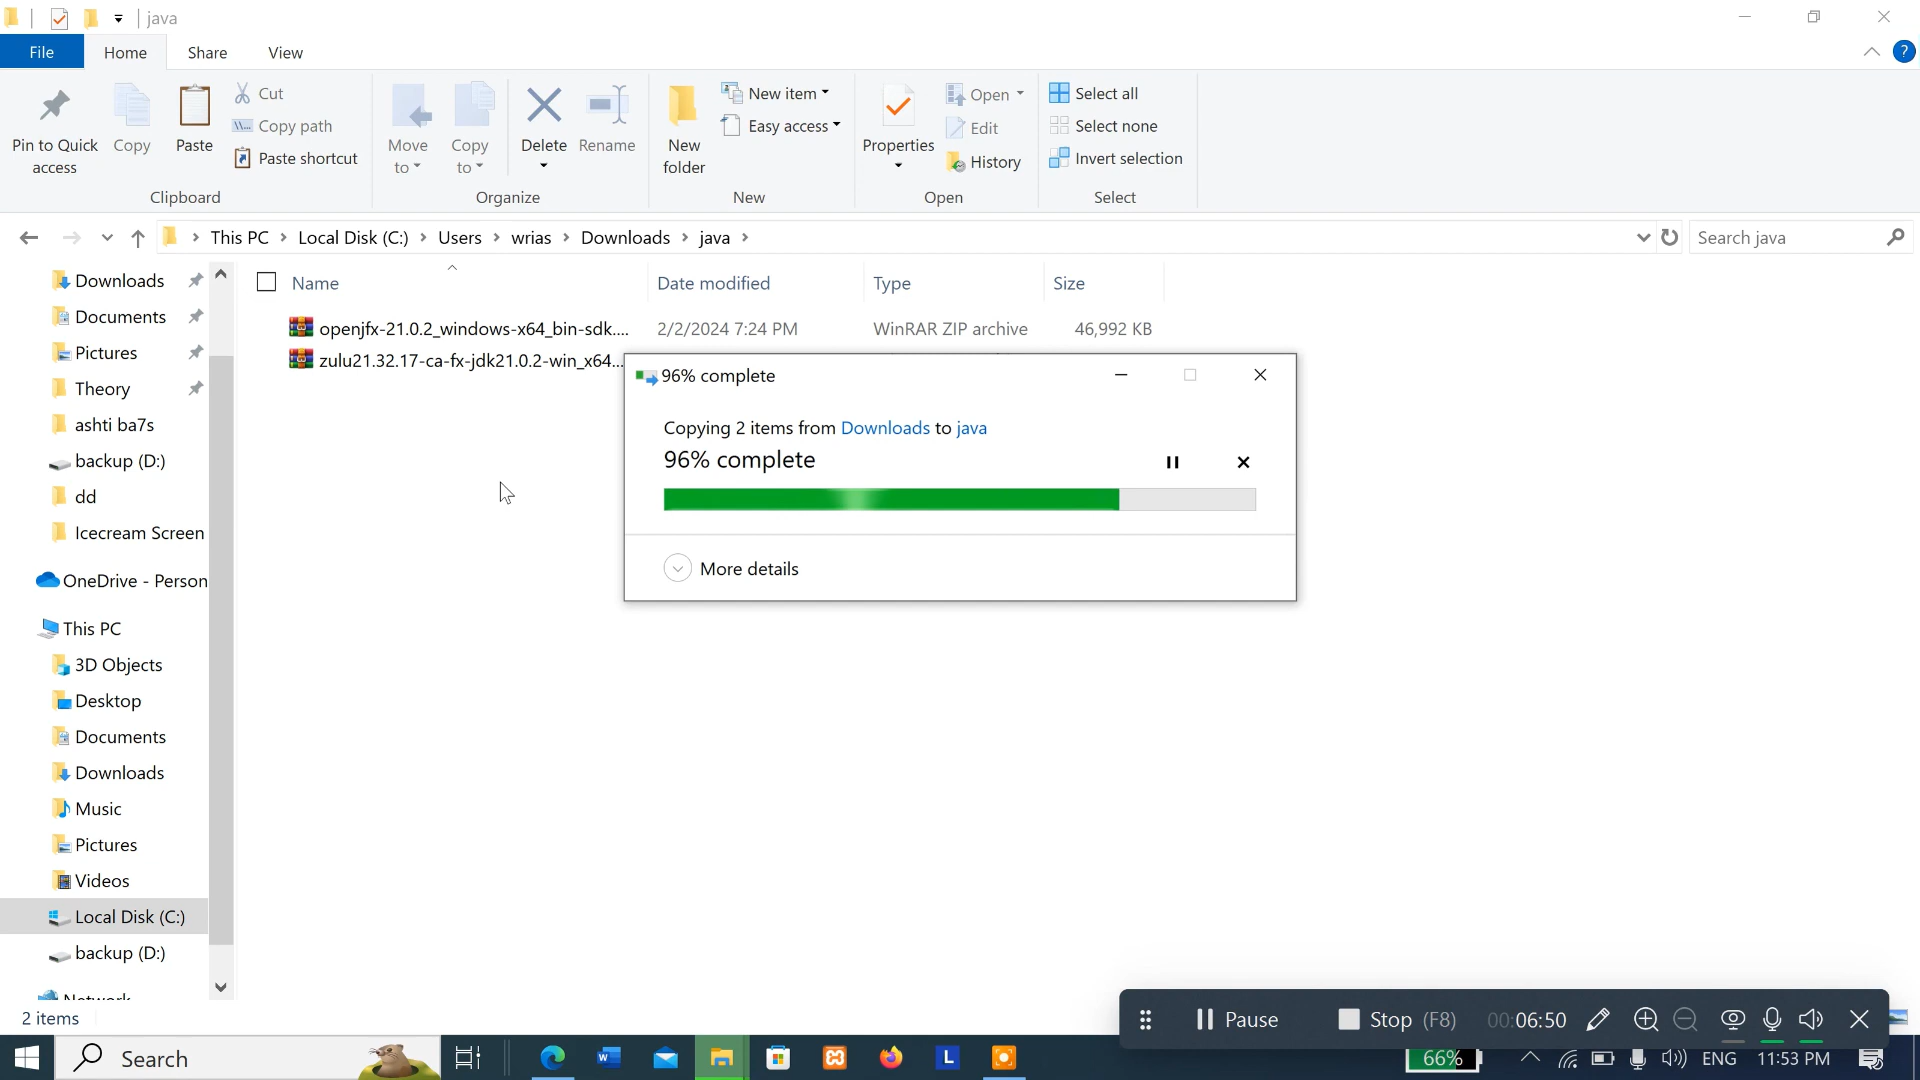 java
File
Home
Share
View
Pin to Quick access
Copy
Paste
Cut
Copy path
Paste shortcut
Clipboard
Move to
Copy to
Delete
Rename
Organize
New folder
New item
Easy access
New
Properties
Open
Edit
History
Open
Select all
Select none
Invert selection
Select
This PC > Local Disk (C:) > Users > wrias > Downloads > java >
Search java
Name
Date modified
Type
Size
openjfx-21.0.2_windows-x64_bin-sdk....
2/2/2024 7:24 PM
WinRAR ZIP archive
46,992 KB
zulu21.32.17-ca-fx-jdk21.0.2-win_x64...
96% complete
Copying 2 items from Downloads to java
96% complete
More details
Downloads
Documents
Pictures
Theory
ashti ba7s
backup (D:)
dd
Icecream Screen
OneDrive - Person
This PC
3D Objects
Desktop
Documents
Downloads
Music
Pictures
Videos
Local Disk (C:)
backup (D:)
Network
2 items
Pause
Stop (F8)
00:06:50
Search
66%
ENG
11:53 PM